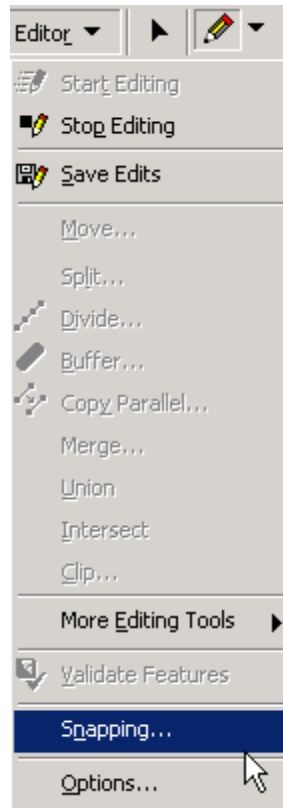 Editor
Start Editing
Stop Editing
Save Edits
Move...
Split...
Divide...
Buffer...
Copy Parallel...
Merge...
Union
Intersect
Clip...
More Editing Tools
Validate Features
Snapping...
Options...